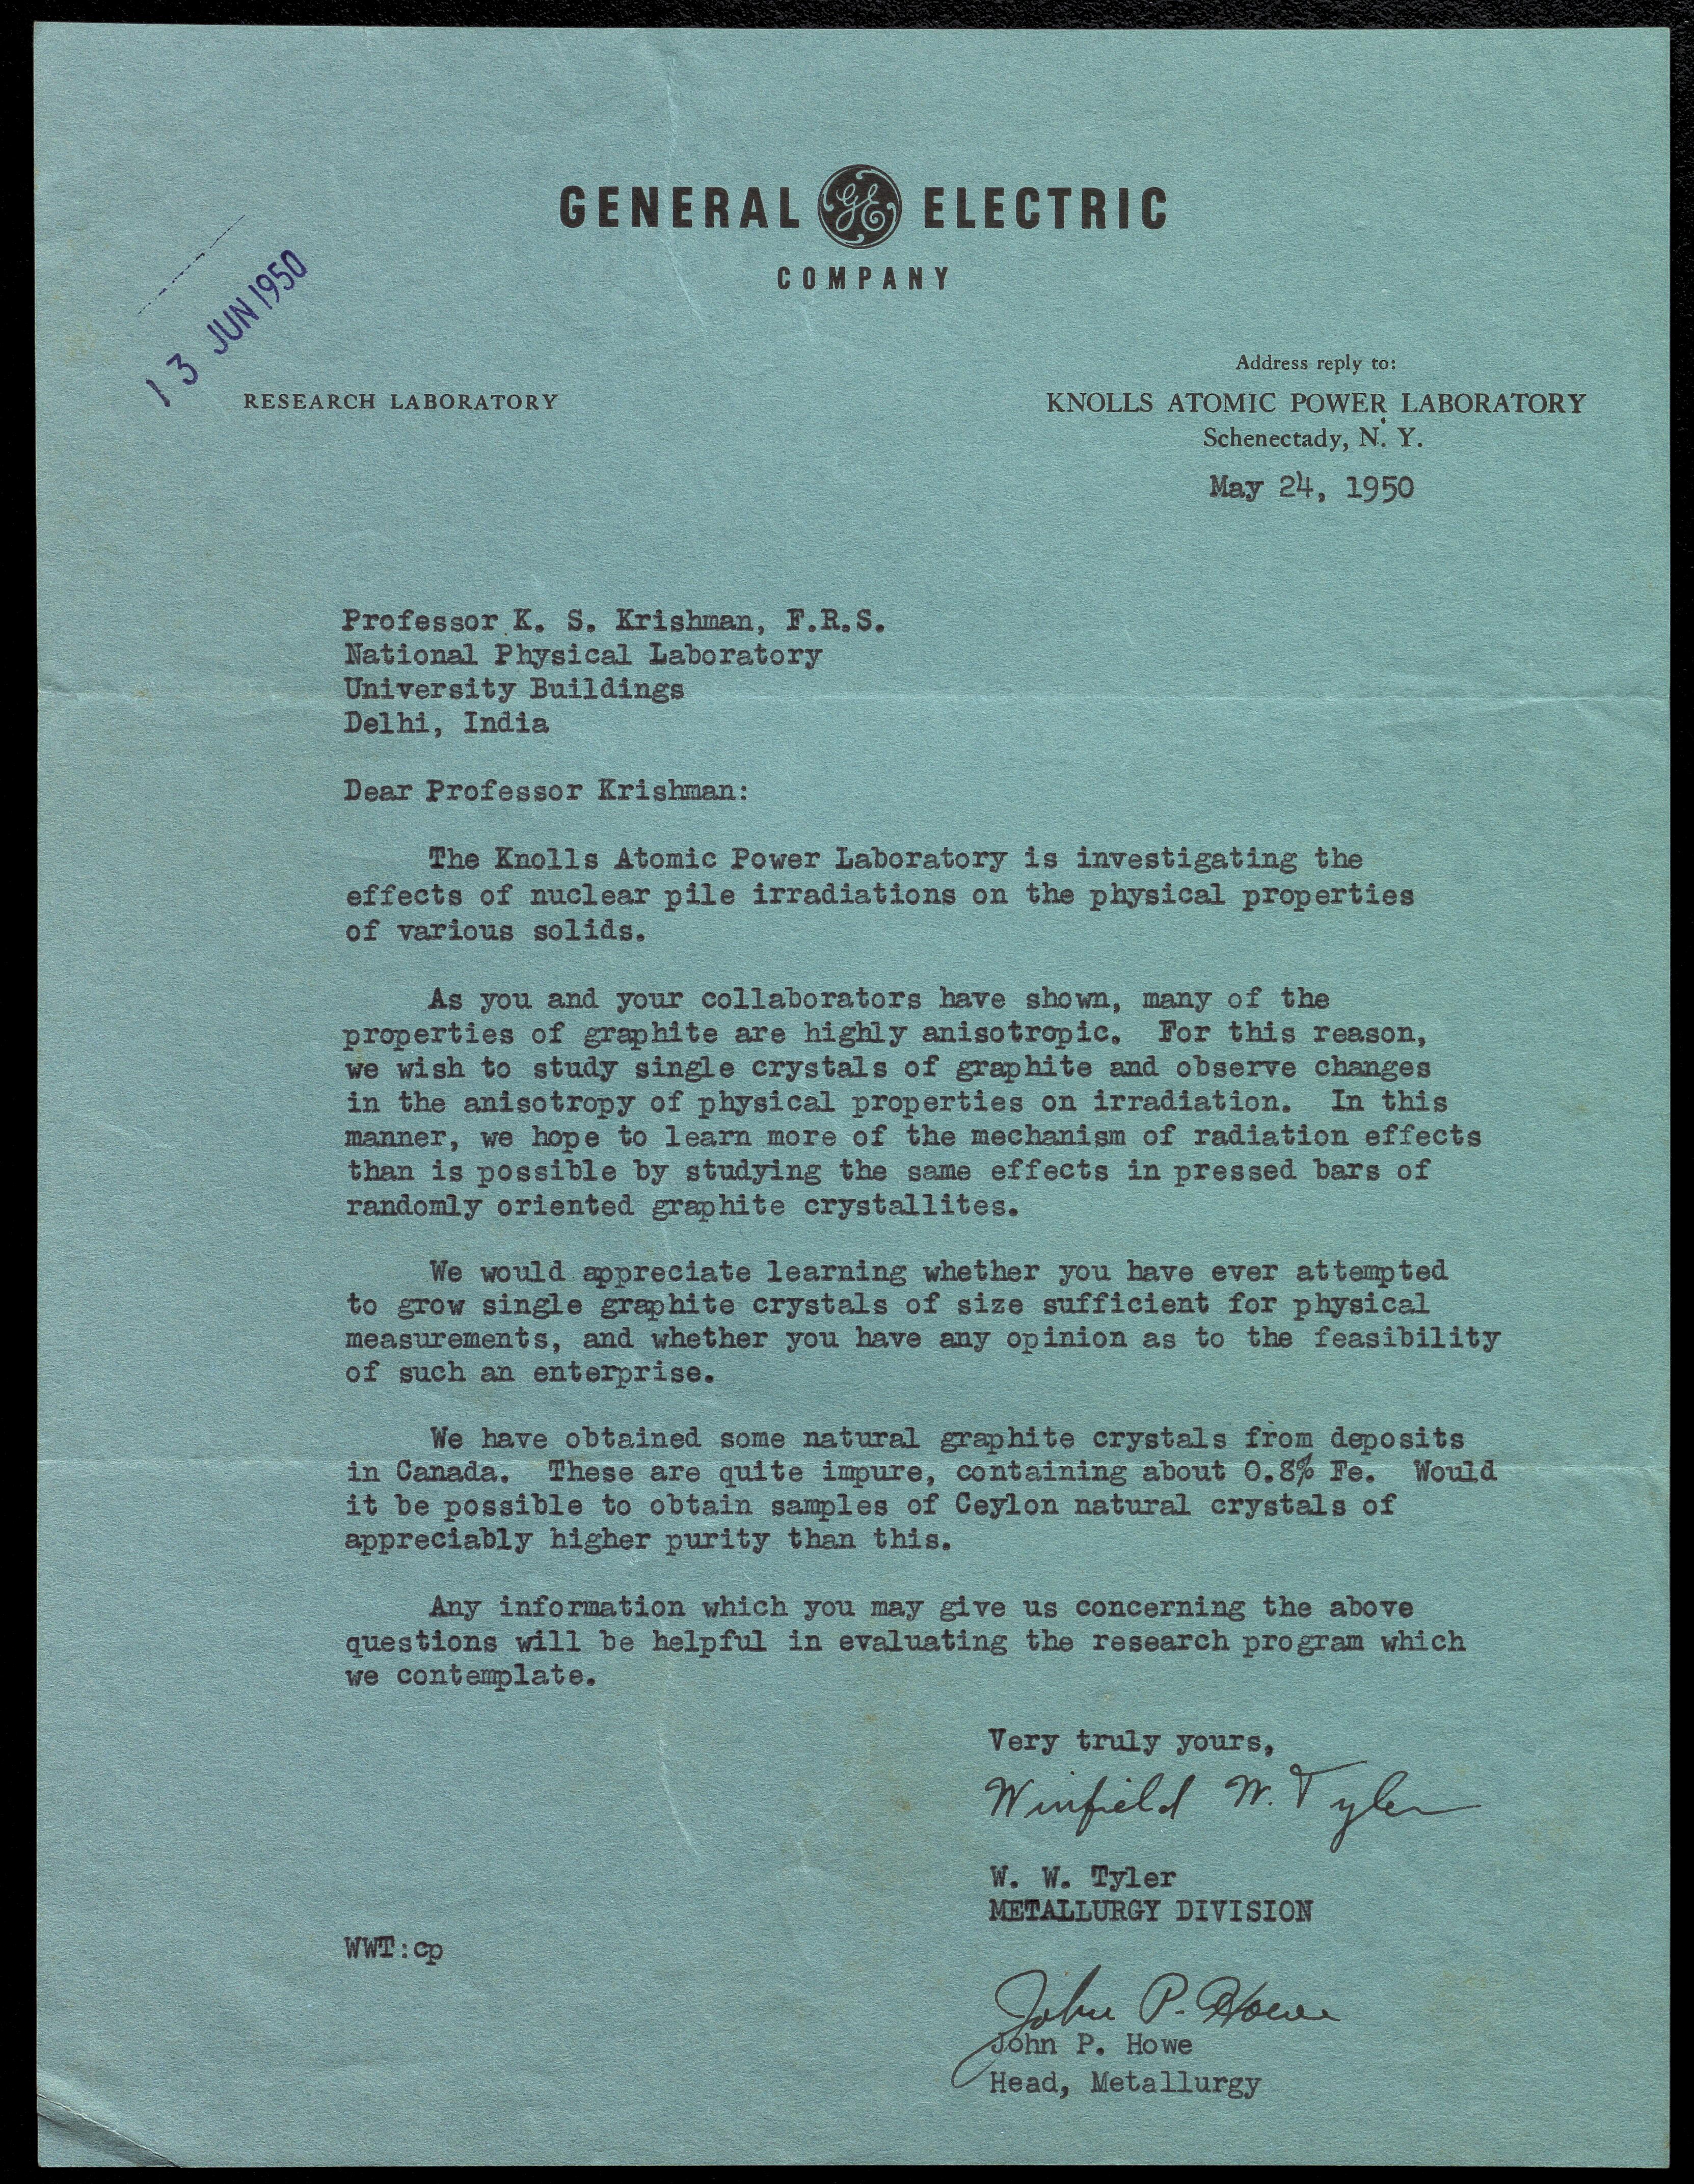 GENERAL GE ELECTRIC
COMPANY
13 JUN 1950
RESEARCH LABORATORY
Address reply to:
KNOLLS ATOMIC POWER LABORATORY
Schenectady, N. Y.
May 24, 1950
Professor K. S. Krishman, F.R.S.
National Physical Laboratory
University Buildings
Delhi, India
Dear Professor Krishman:
The Knolls Atomic Power Laboratory is investigating the
effects of nuclear pile irradiations on the physical properties
of various solids.
As you and your collaborators have shown, many of the
properties of graphite are highly anisotropic. For this reason,
we wish to study single crystals of graphite and observe changes
in the anisotropy of physical properties on irradiation. In this
manner, we hope to learn more of the mechanism of radiation effects
than is possible by studying the same effects in pressed bars of
randomly oriented graphite crystallites.
We would appreciate learning whether you have ever attempted
to grow single graphite crystals of size sufficient for physical
measurements, and whether you have any opinion as to the feasibility
of such an enterprise.
We have obtained some natural graphite crystals from deposits
in Canada. These are quite impure, containing about 0.8% Fe. Would
it be possible to obtain samples of Ceylon natural crystals of
appreciably higher purity than this.
Any information which you may give us concerning the above
questions will be helpful in evaluating the research program which
we contemplate.
Very truly yours,
Winfield W. Tyler
W. W. Tyler
METALLURGY DIVISION
WWT:cp
John P. Howe
John P. Howe
Head, Metallurgy